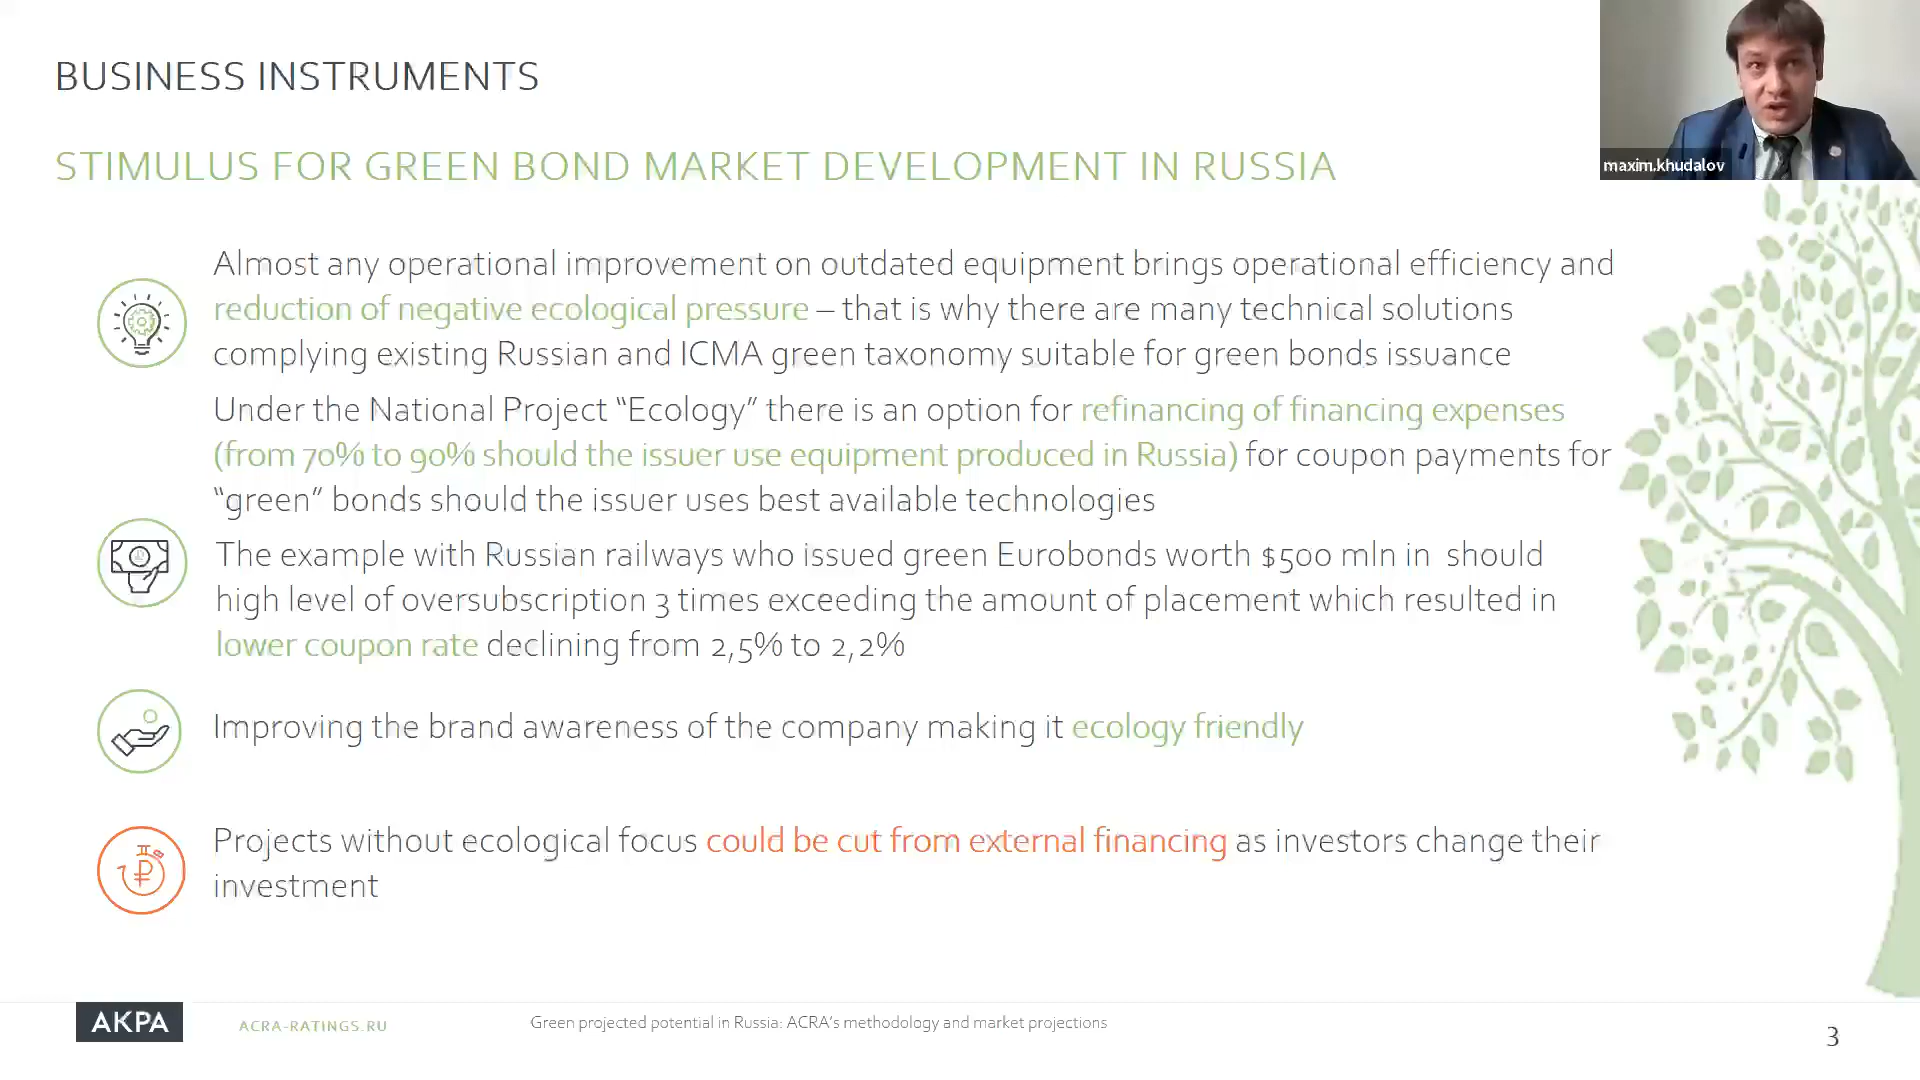 BUSINESS INSTRUMENTS
STIMULUS FOR GREEN BOND MARKET DEVELOPMENT IN RUSSIA
maxim.khudalov
Almost any operational improvement on outdated equipment brings operational efficiency and
reduction of negative ecological pressure – that is why there are many technical solutions
complying existing Russian and ICMA green taxonomy suitable for green bonds issuance
Under the National Project “Ecology” there is an option for refinancing of financing expenses
(from 70% to 90% should the issuer use equipment produced in Russia) for coupon payments for
“green” bonds should the issuer uses best available technologies
The example with Russian railways who issued green Eurobonds worth $500 mln in should
high level of oversubscription 3 times exceeding the amount of placement which resulted in
lower coupon rate declining from 2,5% to 2,2%
Improving the brand awareness of the company making it ecology friendly
Projects without ecological focus could be cut from external financing as investors change their
investment
АКРА
ACRA-RATINGS.RU
Green projected potential in Russia: ACRA’s methodology and market projections
3